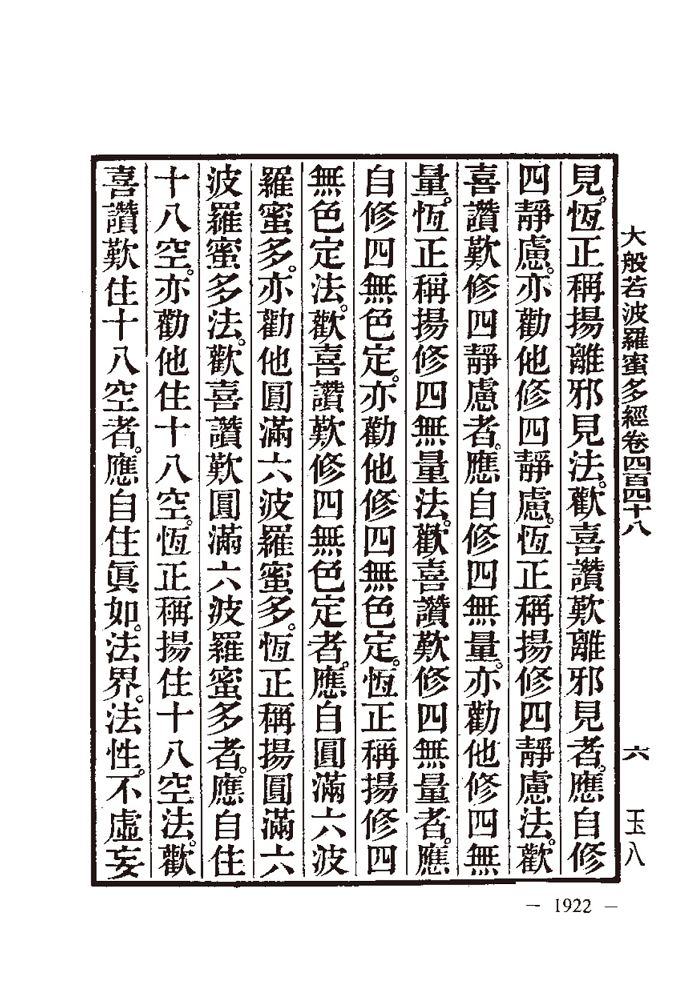 大般若波羅蜜多經卷四百四十八 六 玉八
見。恆正稱揚離邪見法。歡喜讚歎離邪見者。應自修
四靜慮。亦勸他修四靜慮。恆正稱揚修四靜慮法。歡
喜讚歎修四靜慮者。應自修四無量。亦勸他修四無
量。恆正稱揚修四無量法。歡喜讚歎修四無量者。應
自修四無色定。亦勸他修四無色定。恆正稱揚修四
無色定法。歡喜讚歎修四無色定者。應自圓滿六波
羅蜜多。亦勸他圓滿六波羅蜜多。恆正稱揚圓滿六
波羅蜜多法。歡喜讚歎圓滿六波羅蜜多者。應自住
十八空。亦勸他住十八空。恆正稱揚住十八空法。歡
喜讚歎住十八空者。應自住眞如。法界。法性。不虛妄
— 1922 —